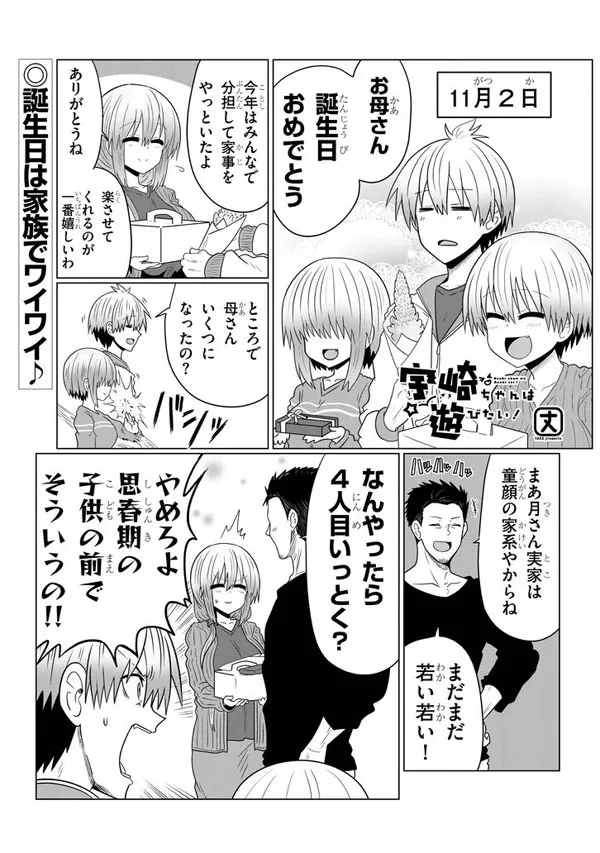 ◎誕生日は家族でワイワイ♪
11月2日
お母さん
誕生日
おめでとう
宇崎ちゃんは
遊びたい!
丈
TAKE presents
今年はみんなで
分担して家事を
やっといたよ
ありがとうね
楽させて
くれるのが
一番嬉しいわ
ところで
母さん
いくつに
なったの?
ハッハッハッ
まあ月さん実家は
童顔の家系やからね
まだまだ
若い若い!
なんやったら
4人目いっとく?
やめろよ
思春期の
子供の前で
そういうの!!